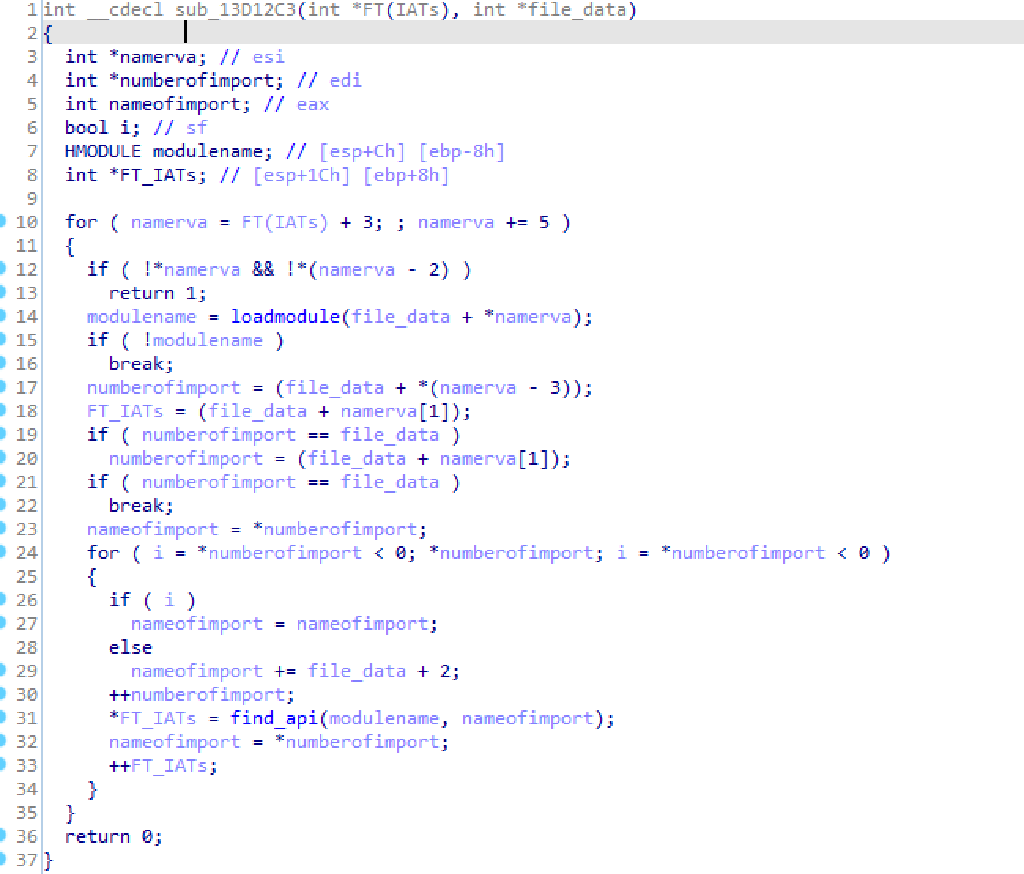 1 int __cdecl sub_13D12C3(int *FT(IATs), int *file_data)
2 {
3   int *namerva; // esi
4   int *numberofimport; // edi
5   int nameofimport; // eax
6   bool i; // sf
7   HMODULE modulename; // [esp+Ch] [ebp-8h]
8   int *FT_IATs; // [esp+1Ch] [ebp+8h]
9
10   for ( namerva = FT(IATs) + 3; ; namerva += 5 )
11   {
12     if ( !*namerva && !*(namerva - 2) )
13       return 1;
14     modulename = loadmodule(file_data + *namerva);
15     if ( !modulename )
16       break;
17     numberofimport = (file_data + *(namerva - 3));
18     FT_IATs = (file_data + namerva[1]);
19     if ( numberofimport == file_data )
20       numberofimport = (file_data + namerva[1]);
21     if ( numberofimport == file_data )
22       break;
23     nameofimport = *numberofimport;
24     for ( i = *numberofimport < 0; *numberofimport; i = *numberofimport < 0 )
25     {
26       if ( i )
27         nameofimport = nameofimport;
28       else
29         nameofimport += file_data + 2;
30       ++numberofimport;
31       *FT_IATs = find_api(modulename, nameofimport);
32       nameofimport = *numberofimport;
33       ++FT_IATs;
34     }
35   }
36   return 0;
37 }